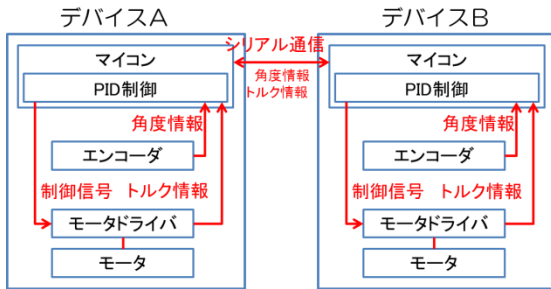 デバイスA
デバイスB
シリアル通信
角度情報
トルク情報
マイコン
PID制御
角度情報
エンコーダ
制御信号 トルク情報
モータドライバ
モータ
マイコン
PID制御
角度情報
エンコーダ
制御信号 トルク情報
モータドライバ
モータ